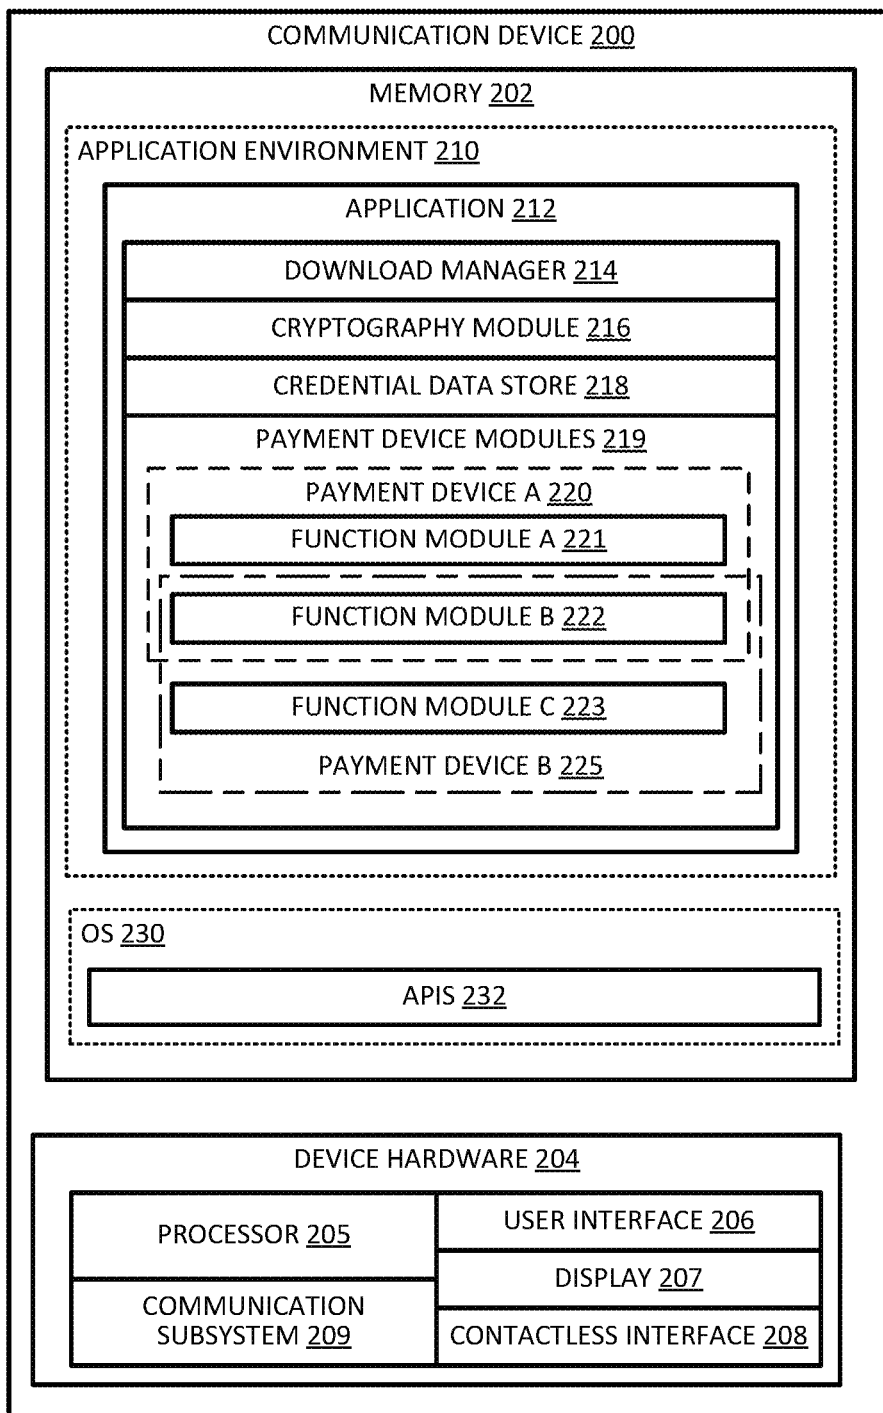 COMMUNICATION DEVICE 200
MEMORY 202
APPLICATION ENVIRONMENT 210
APPLICATION 212
DOWNLOAD MANAGER 214
CRYPTOGRAPHY MODULE 216
CREDENTIAL DATA STORE 218
PAYMENT DEVICE MODULES 219
PAYMENT DEVICE A 220
FUNCTION MODULE A 221
FUNCTION MODULE B 222
FUNCTION MODULE C 223
PAYMENT DEVICE B 225
OS 230
APIS 232
DEVICE HARDWARE 204
PROCESSOR 205
COMMUNICATION
SUBSYSTEM 209
USER INTERFACE 206
DISPLAY 207
CONTACTLESS INTERFACE 208